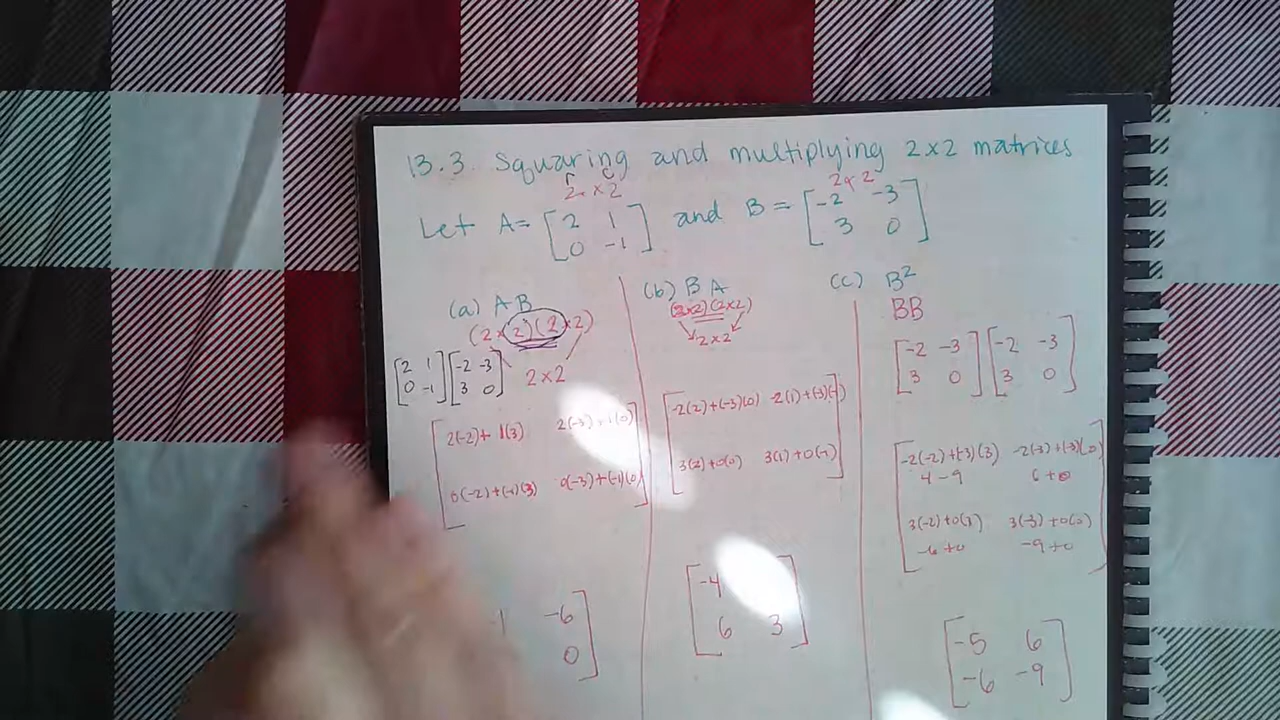 13.3 Squaring and multiplying 2x2 matrices
r c
2 x 2
2x2
Let A= [2 1
0 -1] and B= [-2 -3
3 0]
(a) AB
(2x2)(2x2)
2x2
[2 1
0 -1] [-2 -3
3 0]
[2(-2)+ 1(3) 2(-3)+1(0)
0(-2)+(-1)(3) 0(-3)+(-1)(0)]
-1 -6
0]
(b) BA
(2x2)(2x2)
2x2
[-2(2)+(-3)(0) -2(1)+(-3)(-1)
3(2)+0(0) 3(1)+0(-1)]
[-4
6 3]
(c) B²
BB
[-2 -3
3 0] [-2 -3
3 0]
[-2(-2)+(-3)(3) -2(-3)+(-3)(0)
4-9 6+0
3(-2)+0(3) 3(-3)+0(0)
-6+0 -9+0]
[-5 6
-6 -9]